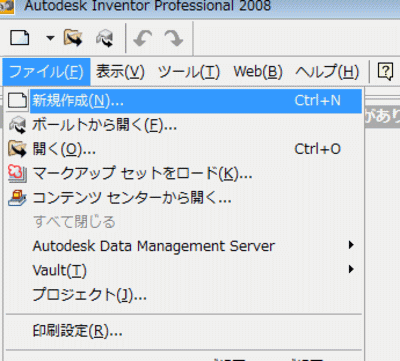 Autodesk Inventor Professional 2008
ファイル(F) 表示(V) ツール(T) Web(B) ヘルプ(H)
新規作成(N)... Ctrl+N
ボールトから開く(F)...
開く(O)... Ctrl+O
マークアップ セットをロード(K)...
コンテンツ センターから開く...
すべて閉じる
Autodesk Data Management Server
Vault(T)
プロジェクト(J)...
印刷設定(R)...
があり